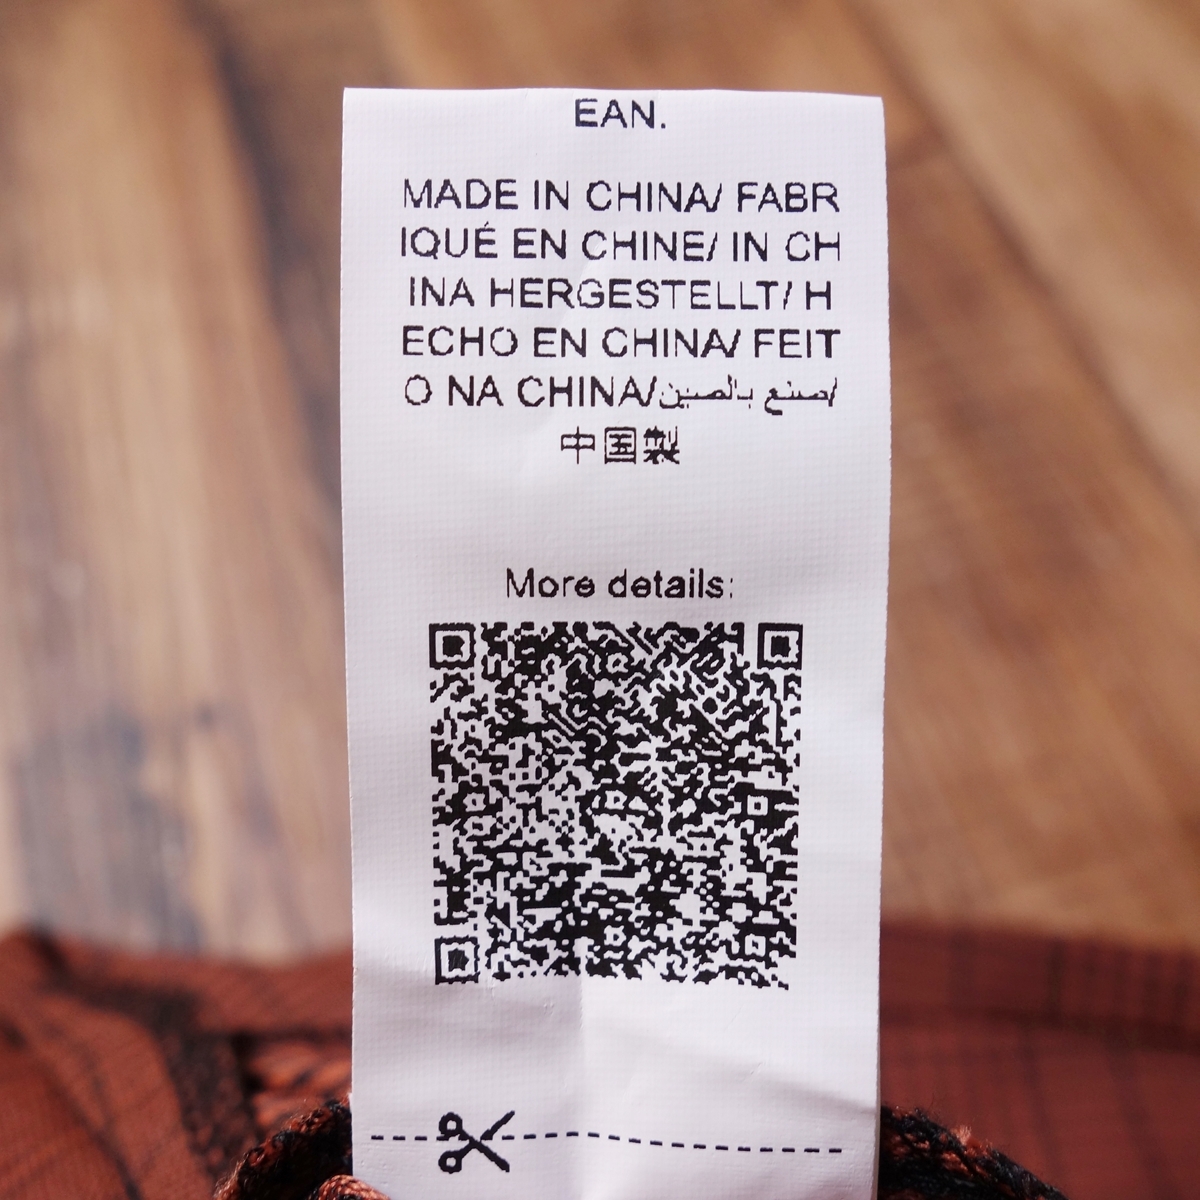 EAN.
MADE IN CHINA/ FABR
IQUÉ EN CHINE/ IN CH
INA HERGESTELLT/ H
ECHO EN CHINA/ FEIT
O NA CHINA/صنع بالصين/
中国製
More details: